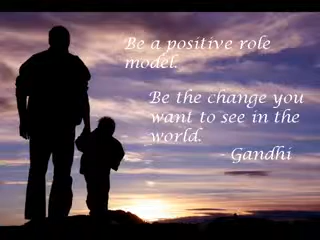 Be a positive role
model.
Be the change you
want to see in the
world.
Gandhi